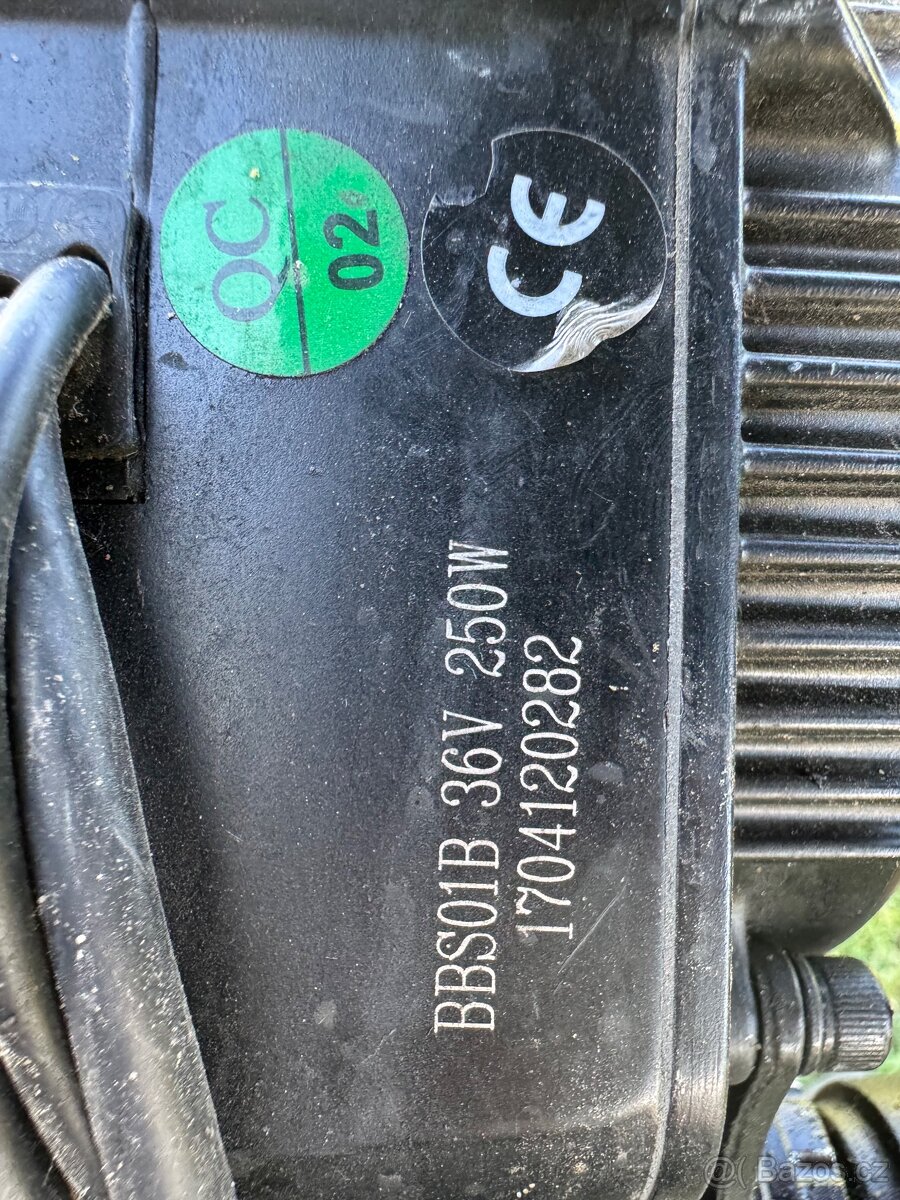 QC
02
CE
BBS01B 36V 250W
1704120282
@ Bazos.cz